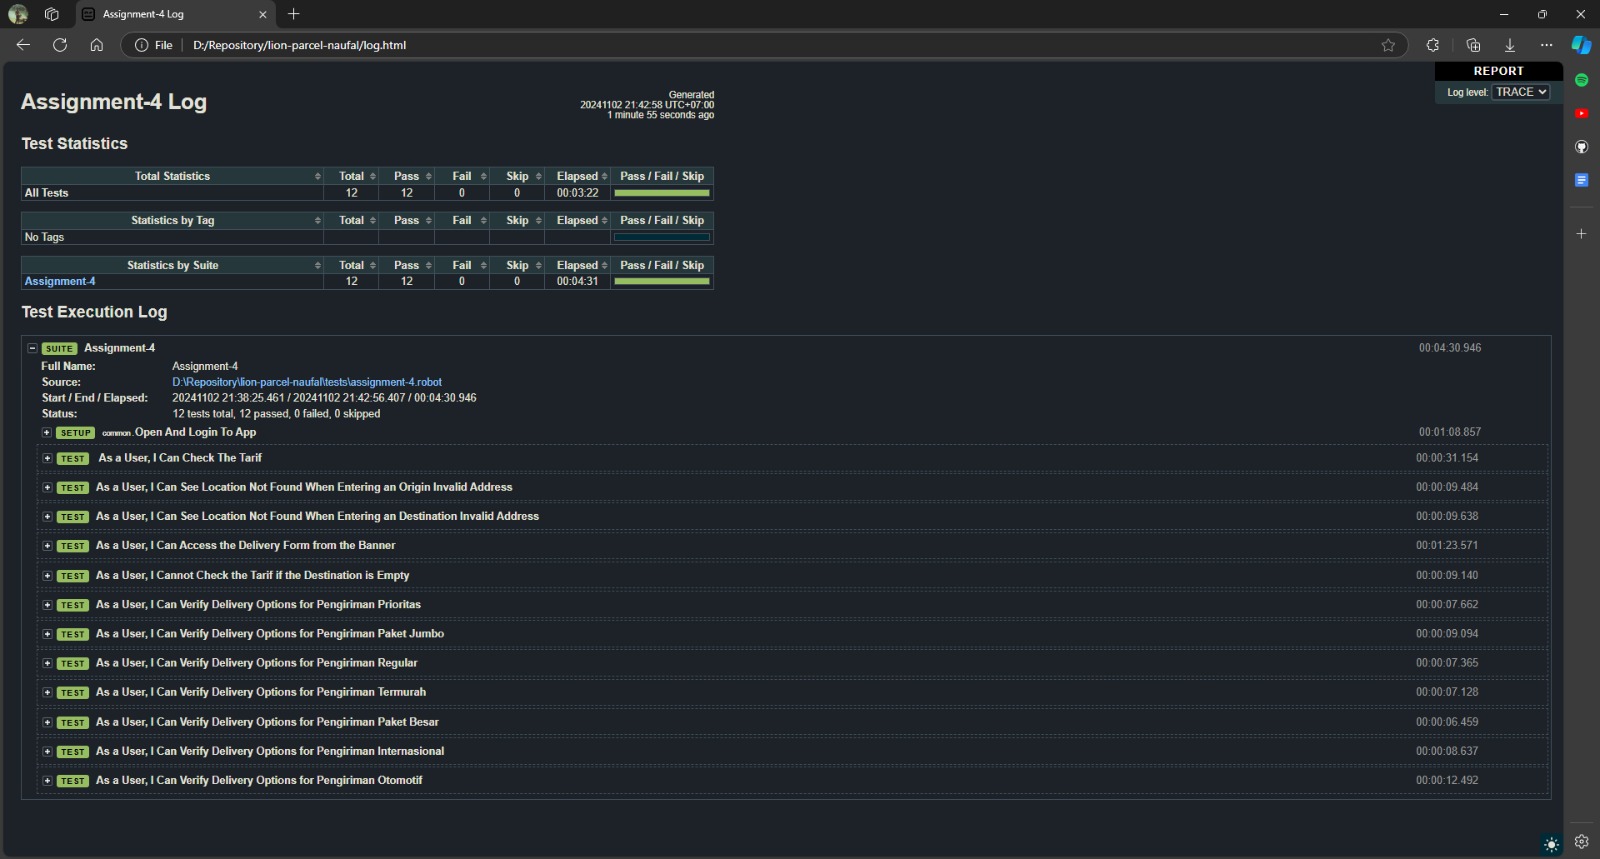 Assignment-4 Log
File D:/Repository/lion-parcel-naufal/log.html
REPORT
Log level: TRACE
Assignment-4 Log
Generated
20241102 21:42:58 UTC+07:00
1 minute 55 seconds ago
Test Statistics
Total Statistics Total Pass Fail Skip Elapsed Pass / Fail / Skip
All Tests 12 12 0 0 00:03:22
Statistics by Tag Total Pass Fail Skip Elapsed Pass / Fail / Skip
No Tags
Statistics by Suite Total Pass Fail Skip Elapsed Pass / Fail / Skip
Assignment-4 12 12 0 0 00:04:31
Test Execution Log
SUITE Assignment-4 00:04:30.946
Full Name: Assignment-4
Source: D:\Repository\lion-parcel-naufal\tests\assignment-4.robot
Start / End / Elapsed: 20241102 21:38:25.461 / 20241102 21:42:56.407 / 00:04:30.946
Status: 12 tests total, 12 passed, 0 failed, 0 skipped
SETUP common.Open And Login To App 00:01:08.857
TEST As a User, I Can Check The Tarif 00:00:31.154
TEST As a User, I Can See Location Not Found When Entering an Origin Invalid Address 00:00:09.484
TEST As a User, I Can See Location Not Found When Entering an Destination Invalid Address 00:00:09.638
TEST As a User, I Can Access the Delivery Form from the Banner 00:01:23.571
TEST As a User, I Cannot Check the Tarif if the Destination is Empty 00:00:09.140
TEST As a User, I Can Verify Delivery Options for Pengiriman Prioritas 00:00:07.662
TEST As a User, I Can Verify Delivery Options for Pengiriman Paket Jumbo 00:00:09.094
TEST As a User, I Can Verify Delivery Options for Pengiriman Regular 00:00:07.365
TEST As a User, I Can Verify Delivery Options for Pengiriman Termurah 00:00:07.128
TEST As a User, I Can Verify Delivery Options for Pengiriman Paket Besar 00:00:06.459
TEST As a User, I Can Verify Delivery Options for Pengiriman Internasional 00:00:08.637
TEST As a User, I Can Verify Delivery Options for Pengiriman Otomotif 00:00:12.492